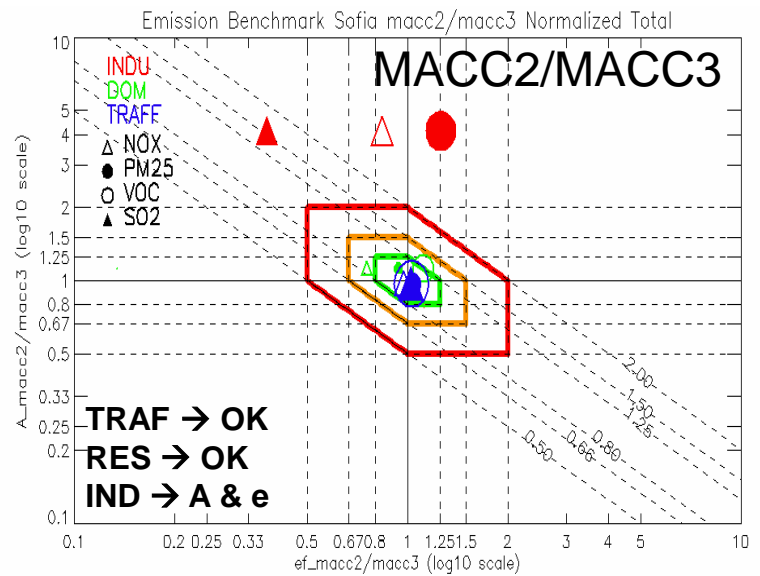 Emission Benchmark Sofia macc2/macc3 Normalized Total
MACC2/MACC3
INDU
DOM
TRAFF
NOX
PM25
VOC
SO2
A_macc2/macc3 (log10 scale)
10
5
4
3
2
1.5
1.25
1
0.8
0.67
0.5
0.33
0.25
0.2
0.1
2.00
1.50
1.25
0.80
0.66
0.50
TRAF → OK
RES → OK
IND → A & e
0.1 0.2 0.25 0.33 0.5 0.67 0.8 1 1.25 1.5 2 3 4 5 10
ef_macc2/macc3 (log10 scale)